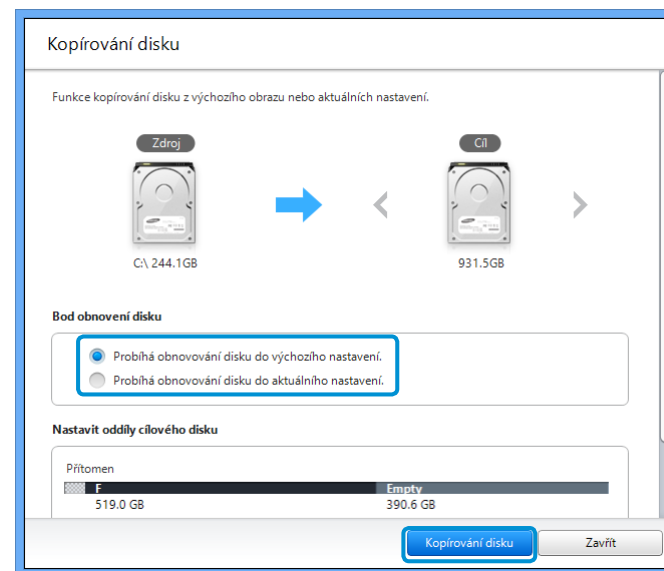 Kopírování disku
Funkce kopírování disku z výchozího obrazu nebo aktuálních nastavení.
Zdroj
Cíl
C:\ 244.1GB
931.5GB
Bod obnovení disku
Probíhá obnovování disku do výchozího nastavení.
Probíhá obnovování disku do aktuálního nastavení.
Nastavit oddíly cílového disku
Přítomen
F
Empty
519.0 GB
390.6 GB
Kopírování disku
Zavřít